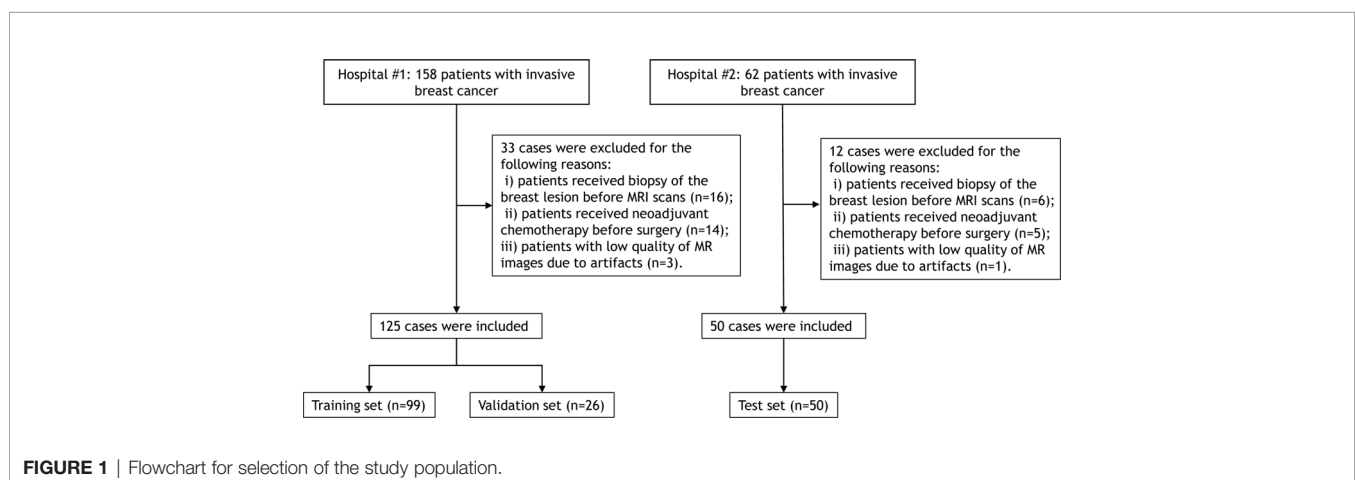 Hospital #1: 158 patients with invasive
breast cancer
Hospital #2: 62 patients with invasive
breast cancer
33 cases were excluded for the
following reasons:
i) patients received biopsy of the
breast lesion before MRI scans (n=16);
ii) patients received neoadjuvant
chemotherapy before surgery (n=14);
iii) patients with low quality of MR
images due to artifacts (n=3).
12 cases were excluded for the
following reasons:
i) patients received biopsy of the
breast lesion before MRI scans (n=6);
ii) patients received neoadjuvant
chemotherapy before surgery (n=5);
iii) patients with low quality of MR
images due to artifacts (n=1).
125 cases were included
50 cases were included
Training set (n=99)
Validation set (n=26)
Test set (n=50)
FIGURE 1 | Flowchart for selection of the study population.